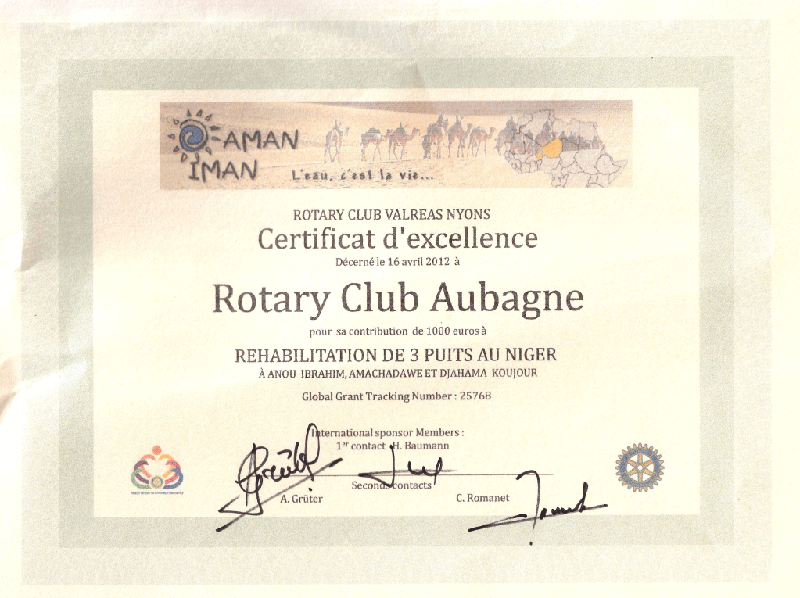 AMAN
IMAN
L'eau, c'est la vie...
ROTARY CLUB VALREAS NYONS
Certificat d'excellence
Décerné le 16 avril 2012 à
Rotary Club Aubagne
pour sa contribution de 1000 euros à
REHABILITATION DE 3 PUITS AU NIGER
À ANOU IBRAHIM, AMACHADAWE ET DJAHAMA KOUJOUR
Global Grant Tracking Number : 25768
International sponsor Members :
1er contact H. Baumann
Seconds contacts
A. Grüter C. Romanet